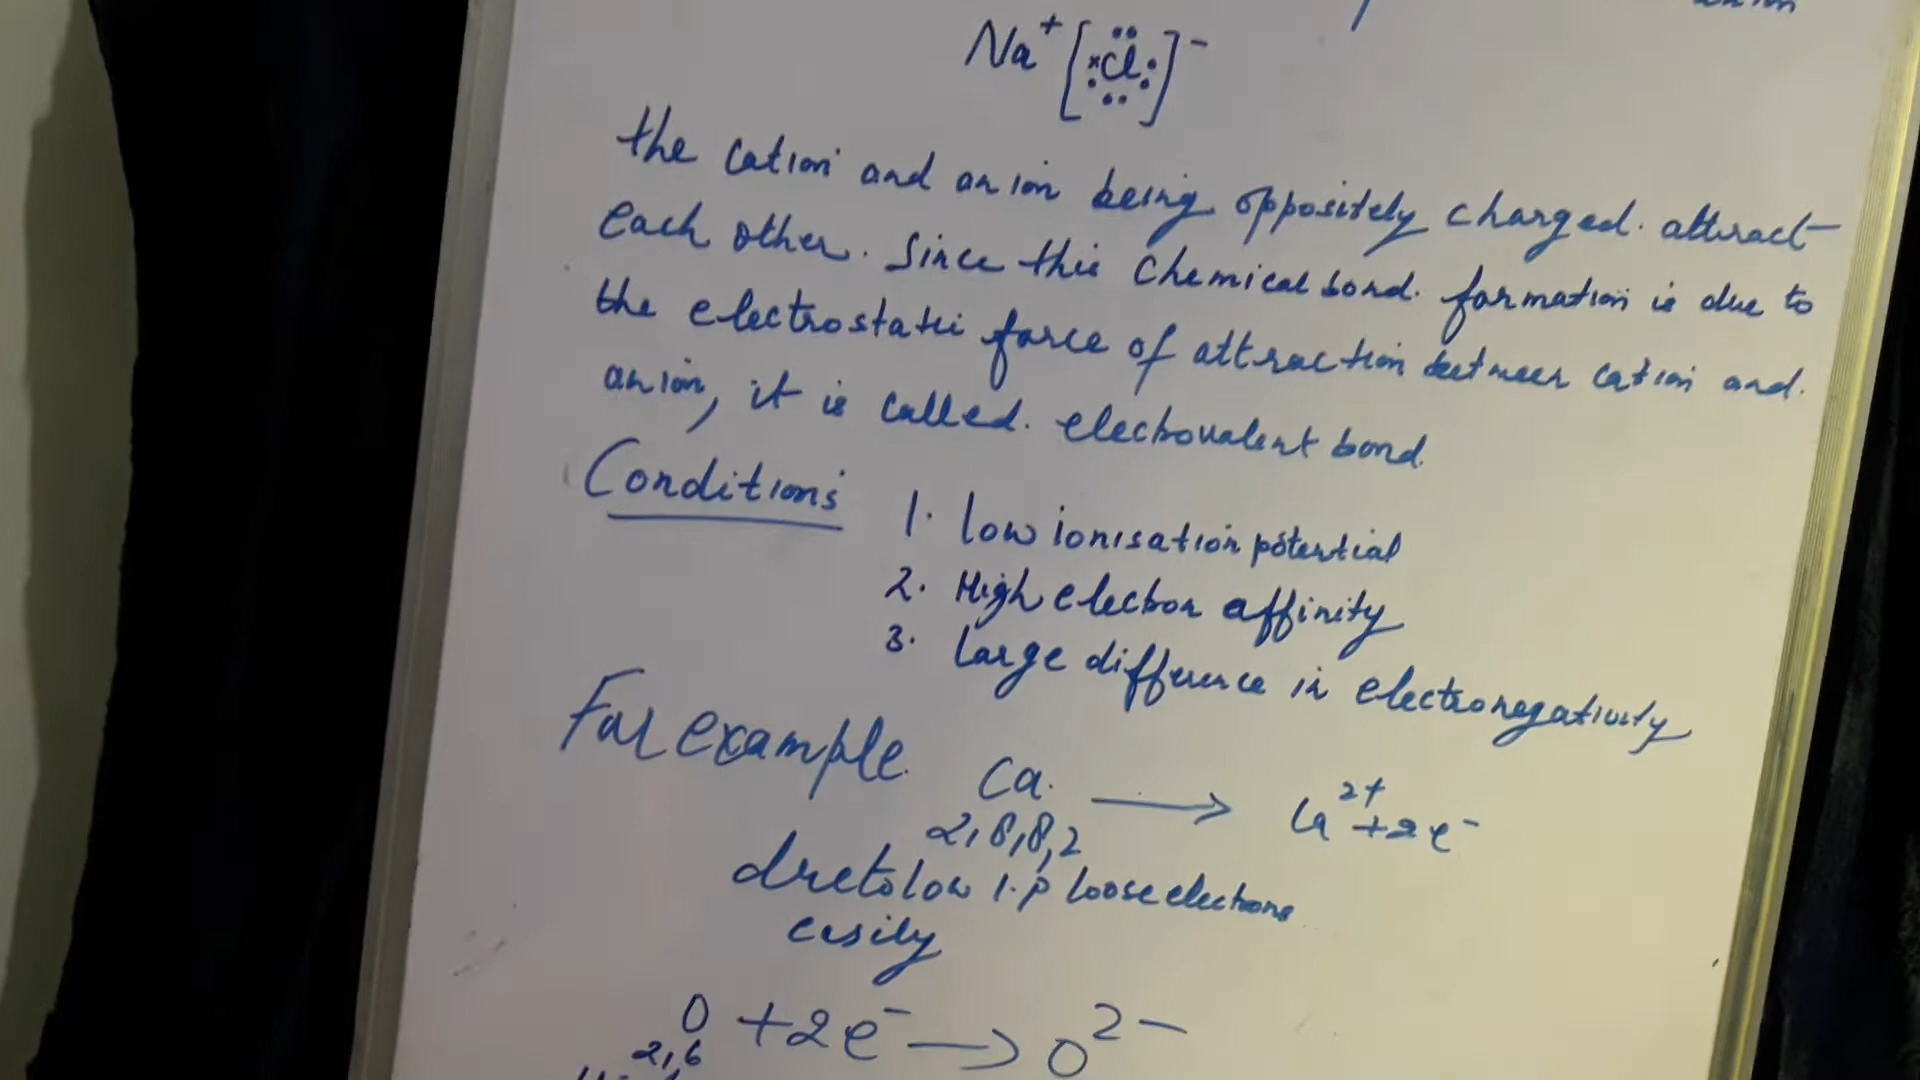 anion
Na⁺ [Cl]⁻
the cation and anion being oppositely charged. attract
each other. Since this chemical bond. formation is due to
the electrostatic force of attraction between cation and.
anion, it is called. electrovalent bond.
Conditions
1. low ionisation potential
2. High electron affinity
3. Large difference in electronegativity
For example. Ca. ⟶ Ca²⁺ + 2e⁻
2,8,8,2
due to low I.P loose electrons
easily
O + 2e⁻ ⟶ O²⁻
2,6